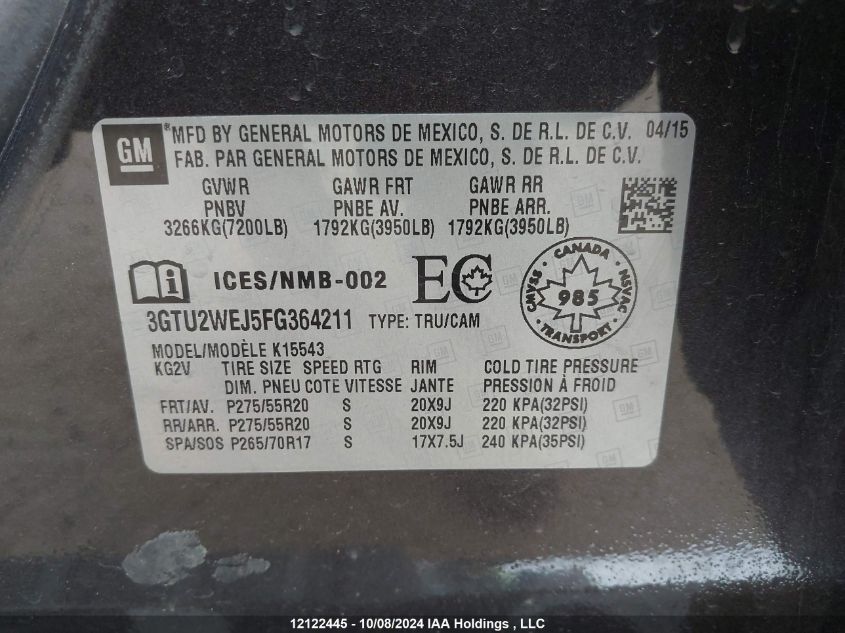 GM ® MFD BY GENERAL MOTORS DE MEXICO, S. DE R.L. DE C.V. 04/15
FAB. PAR GENERAL MOTORS DE MEXICO, S. DE R.L. DE C.V.
GVWR GAWR FRT GAWR RR
PNBV PNBE AV. PNBE ARR.
3266KG(7200LB) 1792KG(3950LB) 1792KG(3950LB)
ICES/NMB-002 EC CANADA CMVSS 985 NSVAC TRANSPORT
3GTU2WEJ5FG364211 TYPE: TRU/CAM
MODEL/MODÈLE K15543
KG2V TIRE SIZE SPEED RTG RIM COLD TIRE PRESSURE
DIM. PNEU COTE VITESSE JANTE PRESSION À FROID
FRT/AV. P275/55R20 S 20X9J 220 KPA(32PSI)
RR/ARR. P275/55R20 S 20X9J 220 KPA(32PSI)
SPA/SOS P265/70R17 S 17X7.5J 240 KPA(35PSI)
12122445 - 10/08/2024 IAA Holdings , LLC